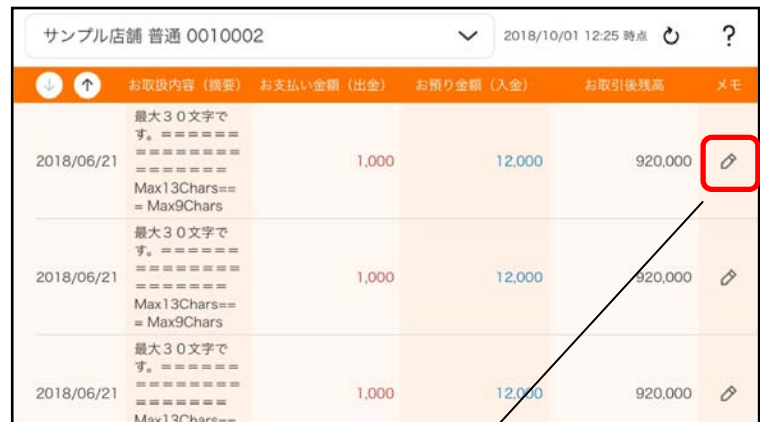 サンプル店舗 普通 0010002
2018/10/01 12:25 時点
?
お取扱内容（摘要） お支払い金額（出金） お預り金額（入金） お取引後残高 メモ
最大３０文字で
す。＝＝＝＝＝＝
＝＝＝＝＝＝＝＝
＝＝＝＝＝＝＝
Max13Chars==
= Max9Chars
2018/06/21
1,000
12,000
920,000
最大３０文字で
す。＝＝＝＝＝＝
＝＝＝＝＝＝＝＝
＝＝＝＝＝＝＝
Max13Chars==
= Max9Chars
2018/06/21
1,000
12,000
920,000
最大３０文字で
す。＝＝＝＝＝＝
＝＝＝＝＝＝＝＝
＝＝＝＝＝＝＝
Max13Chars==
2018/06/21
1,000
12,000
920,000